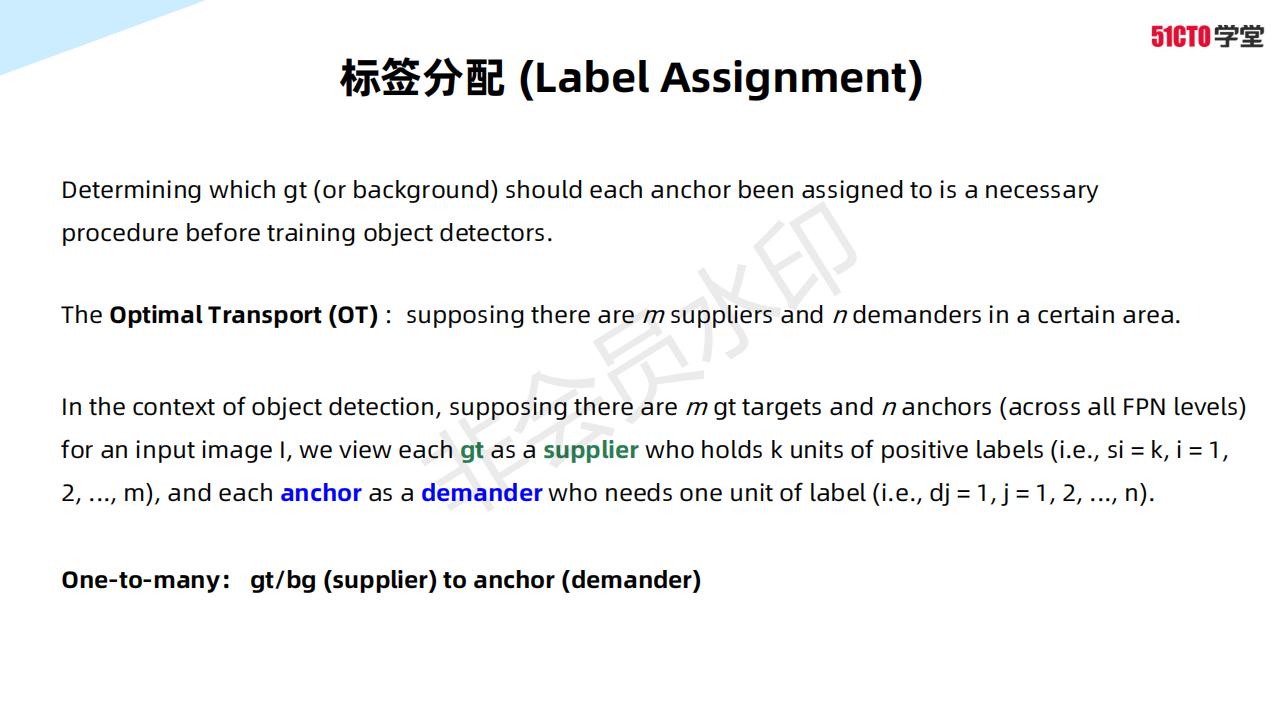 51CTO学堂
标签分配 (Label Assignment)
Determining which gt (or background) should each anchor been assigned to is a necessary
procedure before training object detectors.
The Optimal Transport (OT) : supposing there are m suppliers and n demanders in a certain area.
In the context of object detection, supposing there are m gt targets and n anchors (across all FPN levels)
for an input image I, we view each gt as a supplier who holds k units of positive labels (i.e., si = k, i = 1,
2, ..., m), and each anchor as a demander who needs one unit of label (i.e., dj = 1, j = 1, 2, ..., n).
One-to-many： gt/bg (supplier) to anchor (demander)
非会员水印